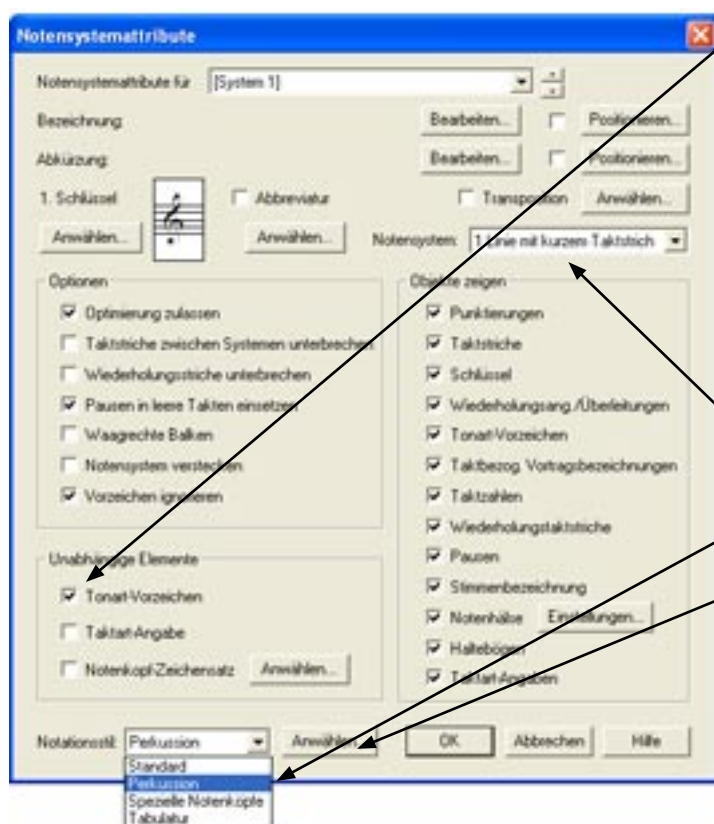 Notensystemattribute
Notensystemattribute für [System 1]
Bezeichnung: Bearbeiten... Positionieren...
Abkürzung: Bearbeiten... Positionieren...
1. Schlüssel Abbreviatur Transposition Anwählen...
Anwählen... Anwählen... Notensystem: 1 Linie mit kurzem Taktstrich
Optionen
Optimierung zulassen
Taktstriche zwischen Systemen unterbrechen
Wiederholungsstriche unterbrechen
Pausen in leere Takten einsetzen
Waagrechte Balken
Notensystem verstecken
Vorzeichen ignorieren
Unabhängige Elemente
Tonart-Vorzeichen
Taktart-Angabe
Notenkopf-Zeichensatz Anwählen...
Objekte zeigen
Punktierungen
Taktstriche
Schlüssel
Wiederholungsang./Überleitungen
Tonart-Vorzeichen
Taktbezog. Vortragsbezeichnungen
Taktzahlen
Wiederholungstaktstriche
Pausen
Stimmenbezeichnung
Notenhälse Einstellungen...
Haltebögen
Taktart-Angaben
Notationsstil: Perkussion Anwählen... OK Abbrechen Hilfe
Standard
Perkussion
Spezielle Notenköpfe
Tabulatur